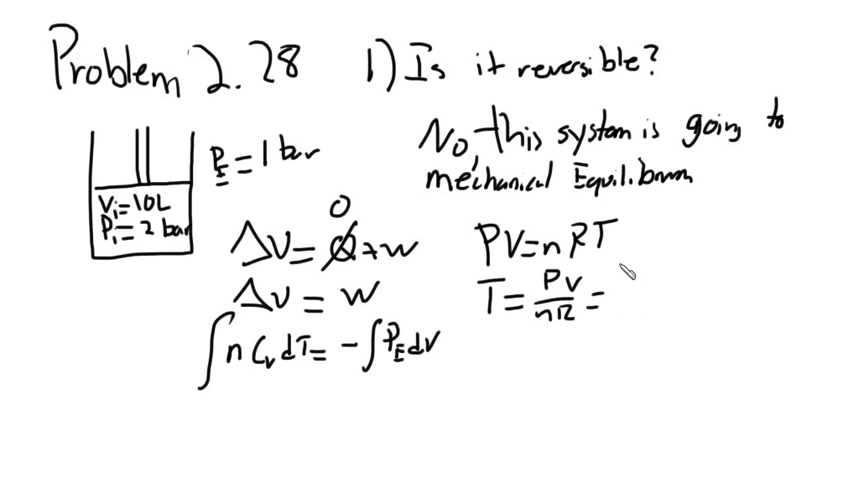 Problem 2.28
1) Is it reversible?
No, this system is going to
mechanical Equilibrium
P_E = 1 bar
V_i = 10L
P_i = 2 bar
0
ΔU = Q + W
ΔU = W
∫ n C_v dT = - ∫ P_E dV
PV = nRT
T = PV/nR =